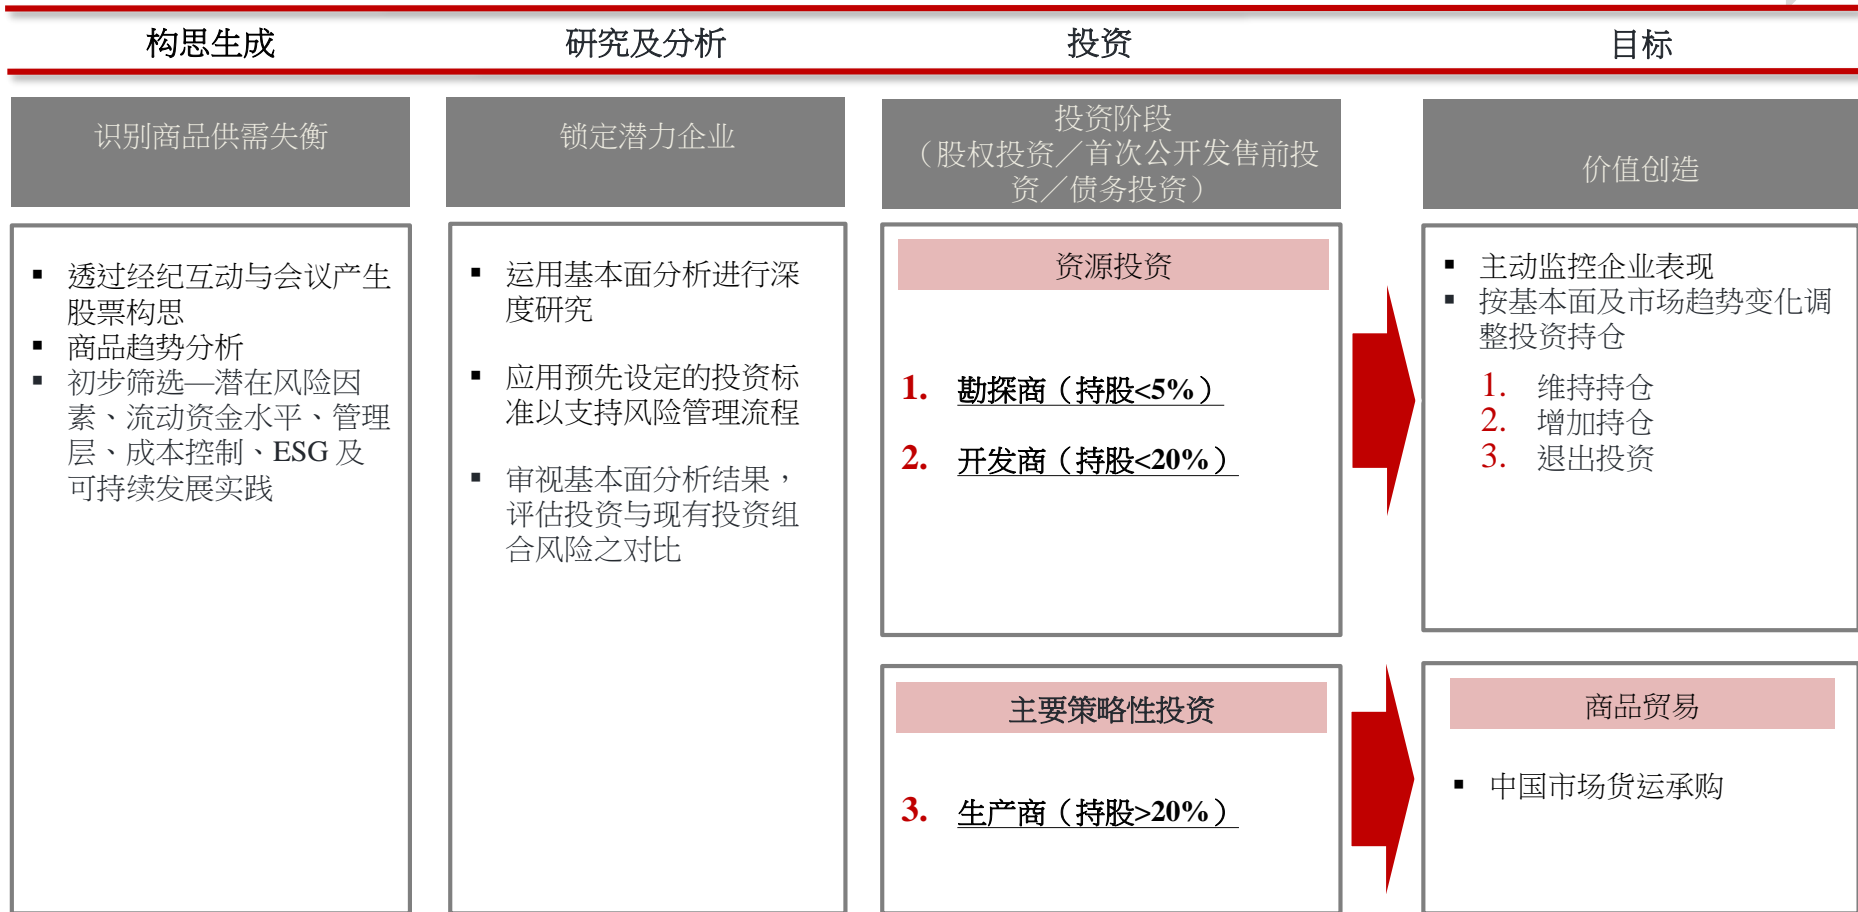 构思生成
研究及分析
投资
目标
识别商品供需失衡
锁定潜力企业
投资阶段
（股权投资／首次公开发售前投
资／债务投资）
价值创造
▪ 透过经纪互动与会议产生
股票构思
▪ 商品趋势分析
▪ 初步筛选—潜在风险因
素、流动资金水平、管理
层、成本控制、ESG 及
可持续发展实践
▪ 运用基本面分析进行深
度研究
▪ 应用预先设定的投资标
准以支持风险管理流程
▪ 审视基本面分析结果，
评估投资与现有投资组
合风险之对比
资源投资
1. 勘探商（持股<5%）
2. 开发商（持股<20%）
▪ 主动监控企业表现
▪ 按基本面及市场趋势变化调
整投资持仓
1. 维持持仓
2. 增加持仓
3. 退出投资
主要策略性投资
3. 生产商（持股>20%）
商品贸易
▪ 中国市场货运承购